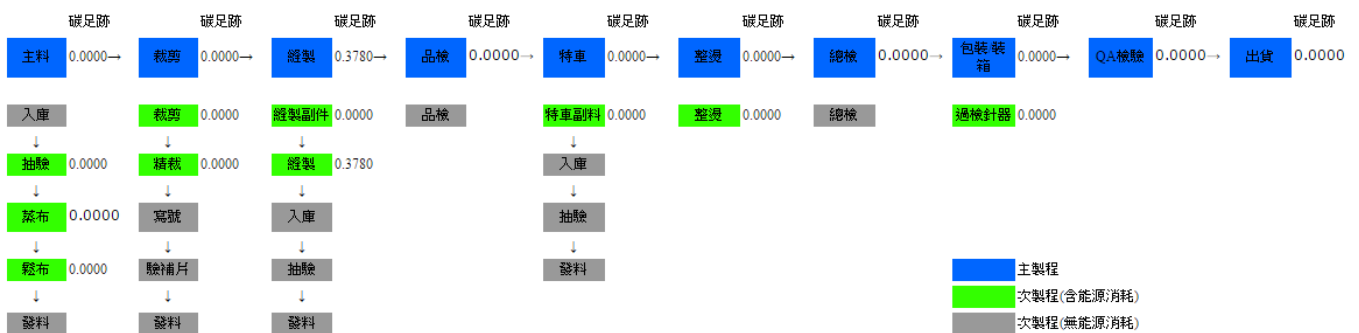 碳足跡 碳足跡 碳足跡 碳足跡 碳足跡 碳足跡 碳足跡 碳足跡 碳足跡 碳足跡
主料 0.0000→ 裁剪 0.0000→ 縫製 0.3780→ 品檢 0.0000→ 特車 0.0000→ 整燙 0.0000→ 總檢 0.0000→ 包裝/裝箱 0.0000→ QA檢驗 0.0000→ 出貨 0.0000
入庫 裁剪 0.0000 縫製副件 0.0000 品檢 特車副料 0.0000 整燙 0.0000 總檢 過檢針器 0.0000
↓ ↓ ↓ ↓
抽驗 0.0000 精裁 0.0000 縫製 0.3780 入庫
↓ ↓ ↓ ↓
蒸布 0.0000 寫號 入庫 抽驗
↓ ↓ ↓ ↓
鬆布 0.0000 驗補片 抽驗 發料 主製程
↓ ↓ ↓ 次製程(含能源消耗)
發料 發料 發料 次製程(無能源消耗)